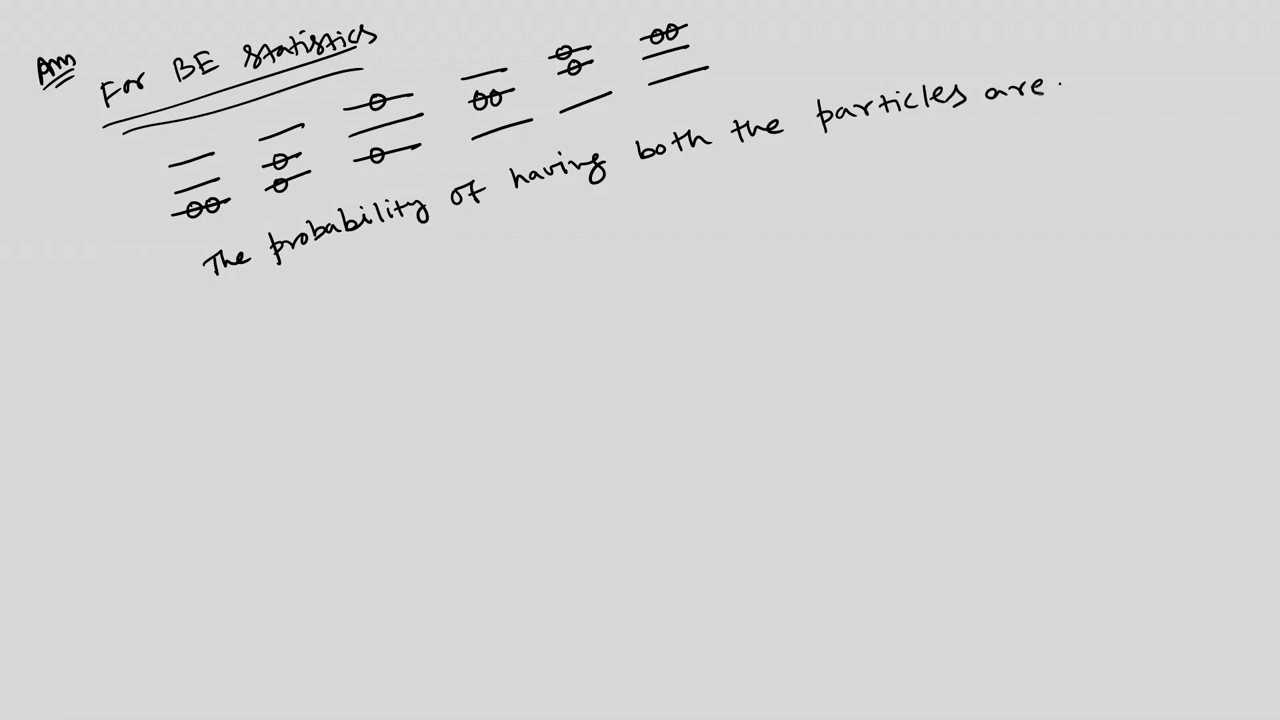 Ans
For BE statistics
The probability of having both the particles are.